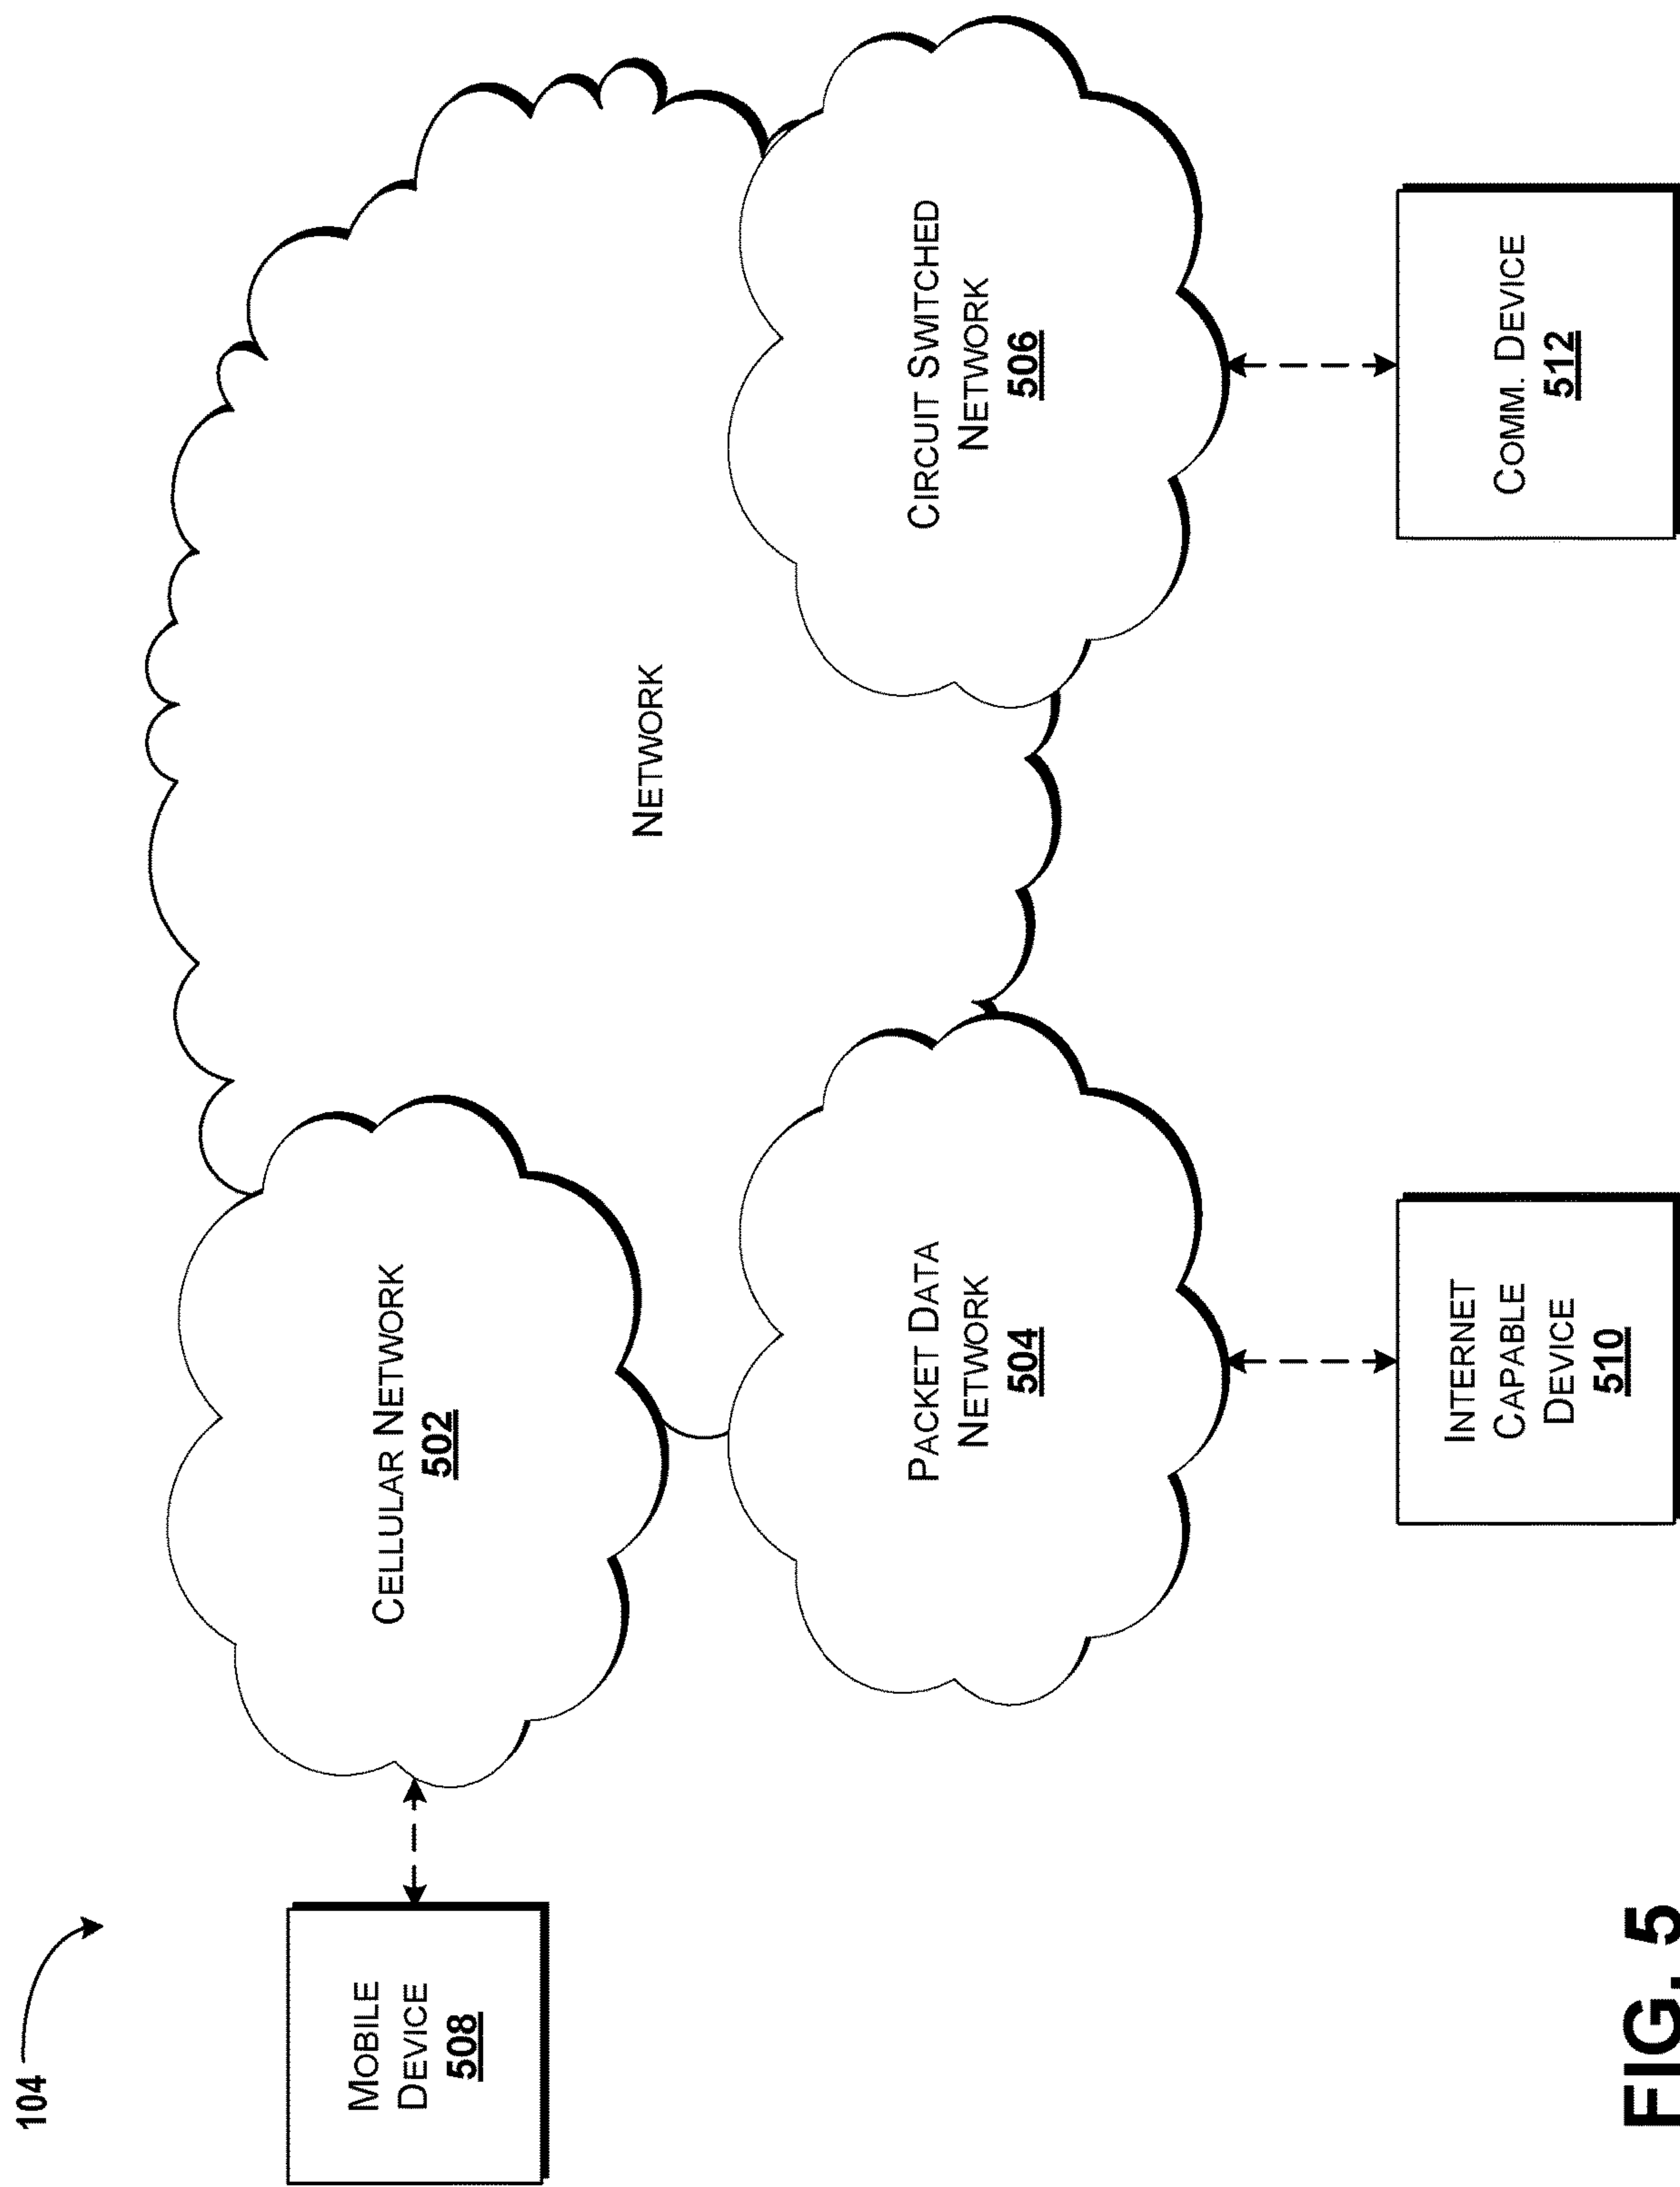 104
NETWORK
CELLULAR NETWORK
502
MOBILE
DEVICE
508
PACKET DATA
NETWORK
504
CIRCUIT SWITCHED
NETWORK
506
INTERNET
CAPABLE
DEVICE
510
COMM. DEVICE
512
FIG. 5